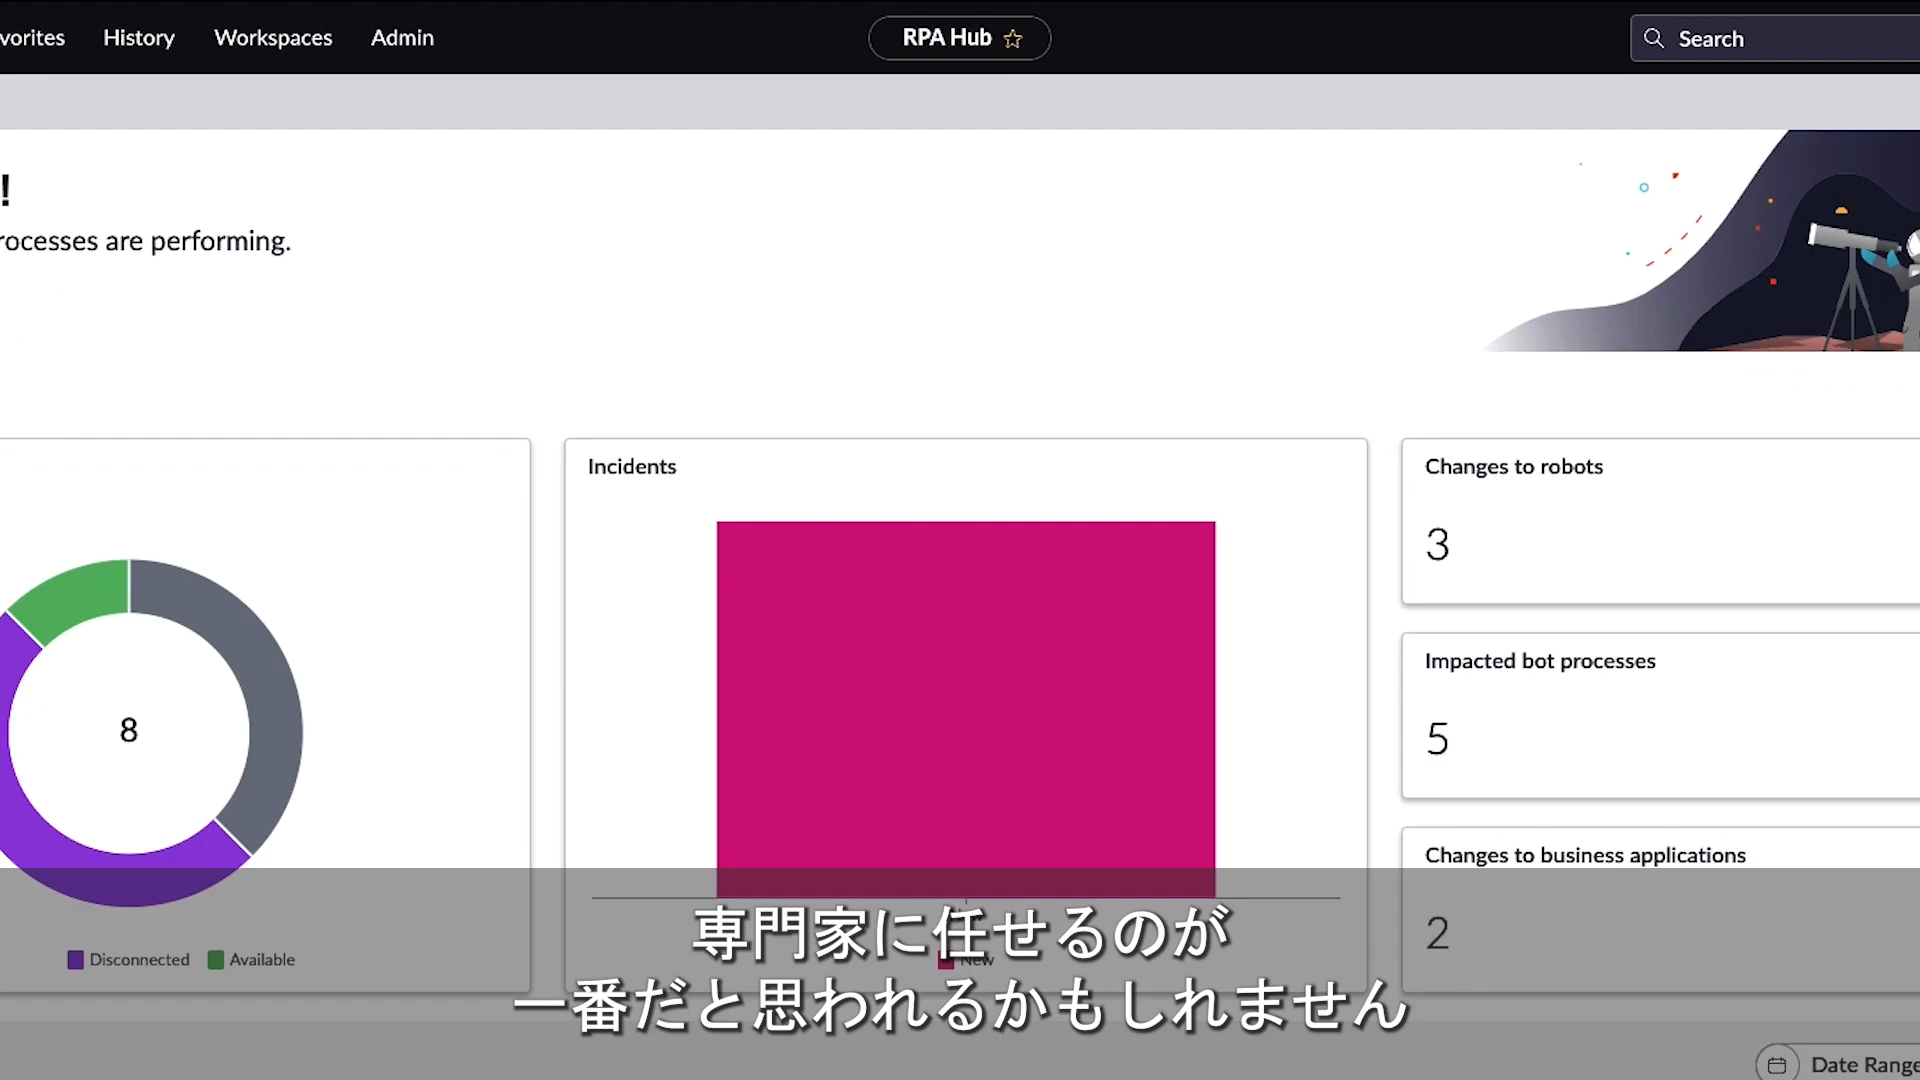 vorites History Workspaces Admin RPA Hub Search
!
rocesses are performing.
Incidents
Changes to robots
3
8
Impacted bot processes
5
Changes to business applications
2
Disconnected Available
New
専門家に任せるのが
一番だと思われるかもしれません
Date Range